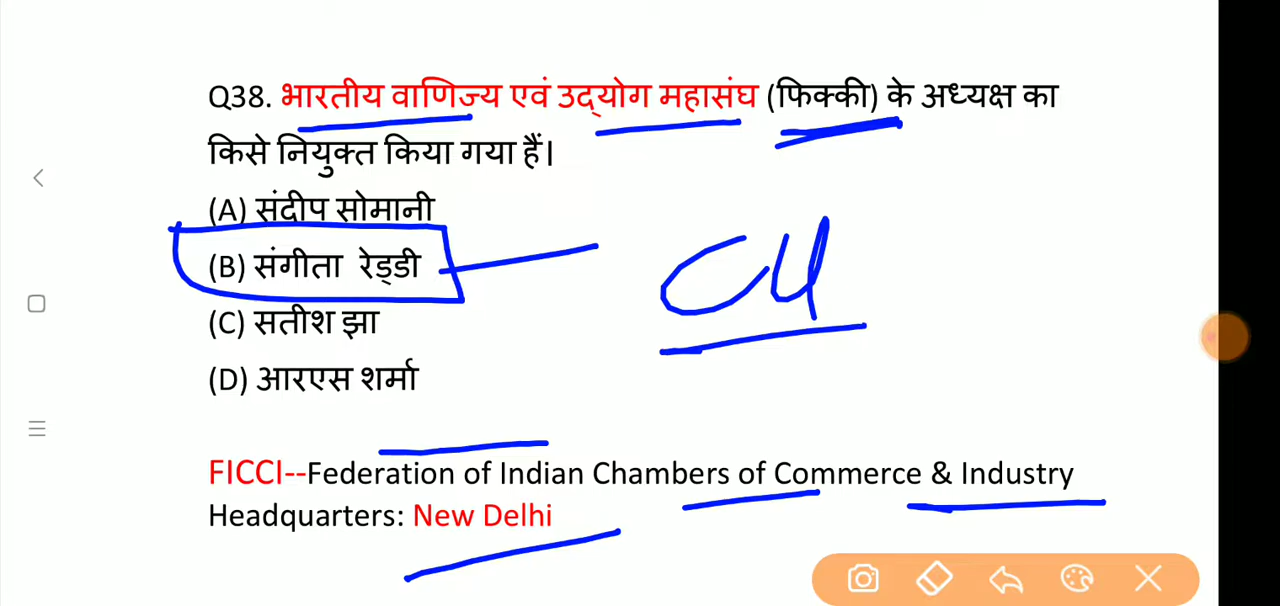 Q38. भारतीय वाणिज्य एवं उद्योग महासंघ (फिक्की) के अध्यक्ष का
किसे नियुक्त किया गया हैं।
(A) संदीप सोमानी
(B) संगीता रेड्डी
(C) सतीश झा
(D) आरएस शर्मा
FICCI--Federation of Indian Chambers of Commerce & Industry
Headquarters: New Delhi